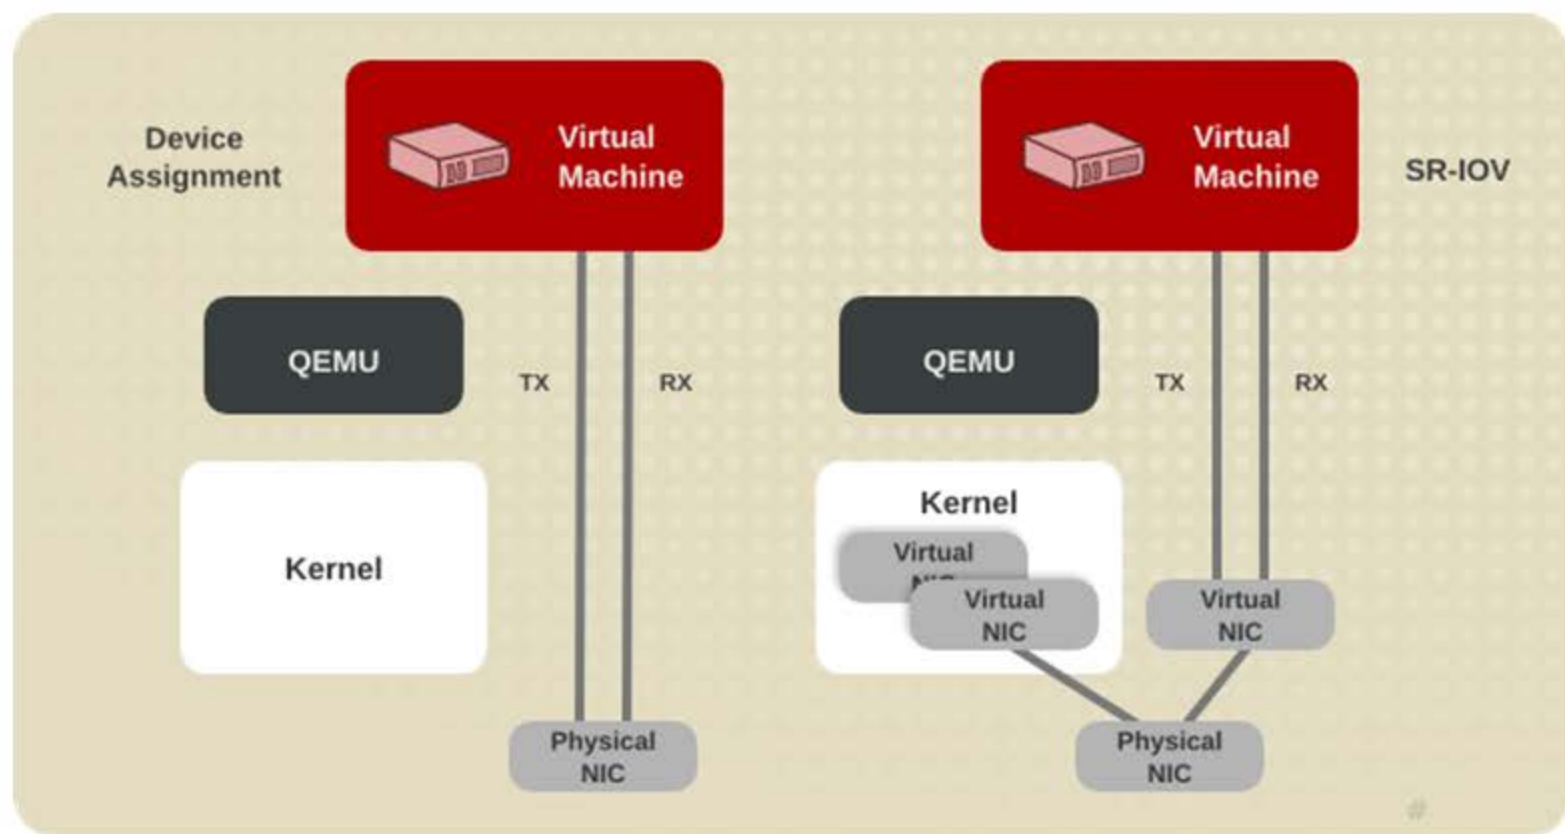 Device
Assignment
Virtual
Machine
QEMU
TX
RX
Kernel
Physical
NIC
Virtual
Machine
SR-IOV
QEMU
TX
RX
Kernel
Virtual
NIC
Virtual
NIC
Virtual
NIC
Physical
NIC
#